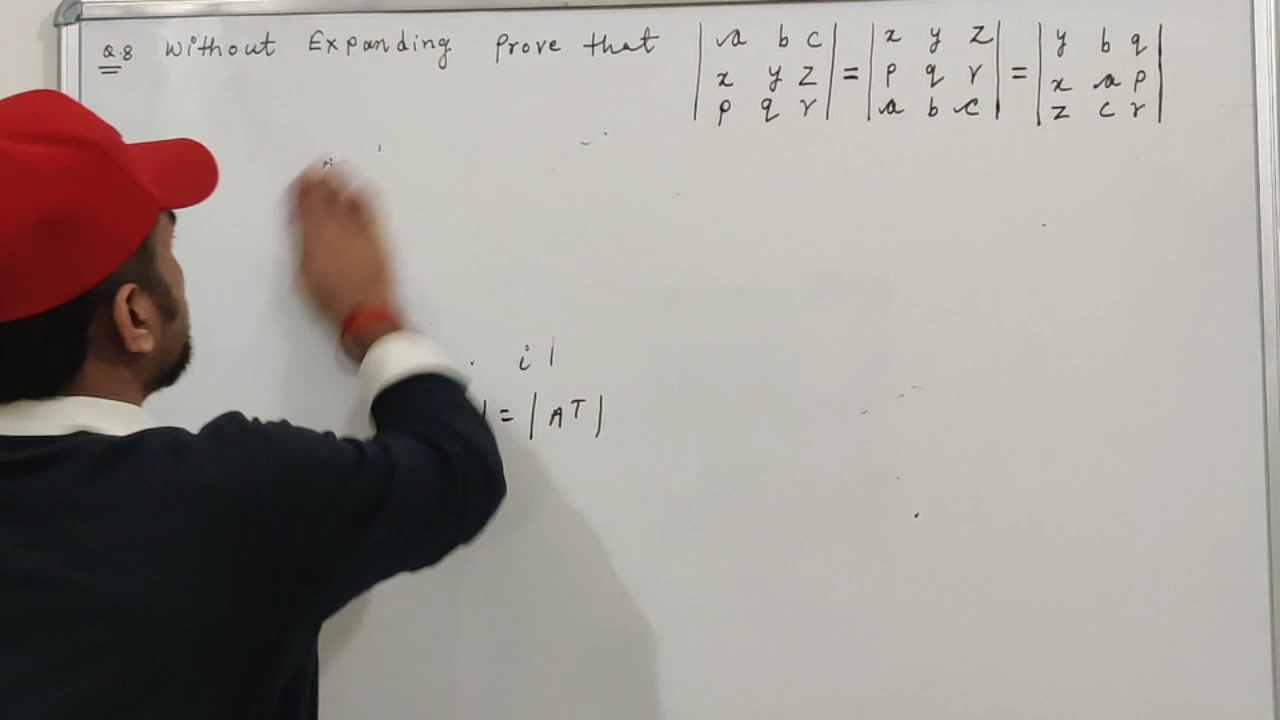 Q.8 Without Expanding Prove that | a b c | = | x y z | = | y b q |
| x y z | | p q r | | x a p |
| p q r | | a b c | | z c r |
i |
| = | A^T |